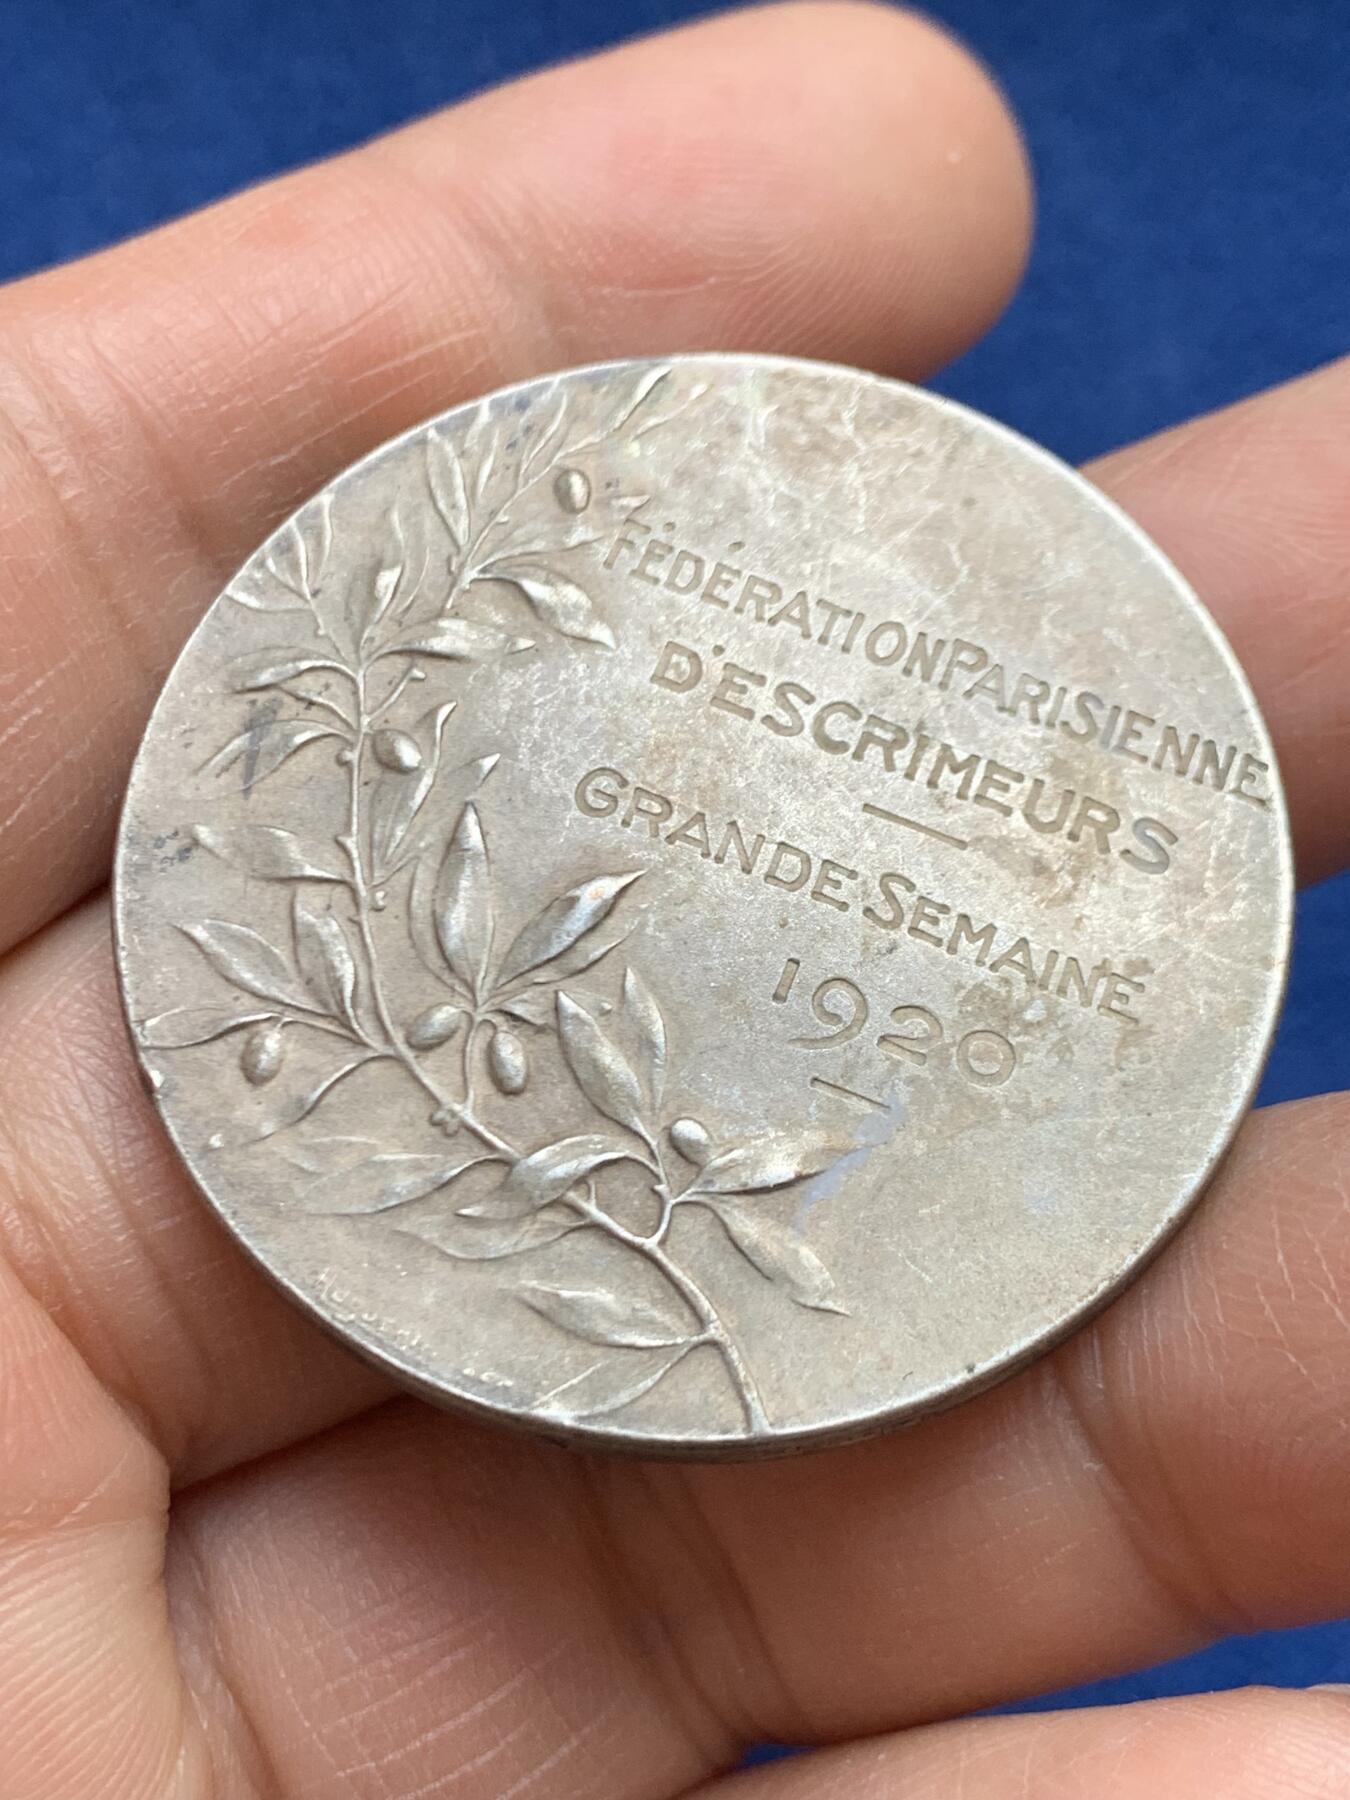 FÉDÉRATION PARISIENNE
D'ESCRIMEURS
GRANDE SEMAINE
1920